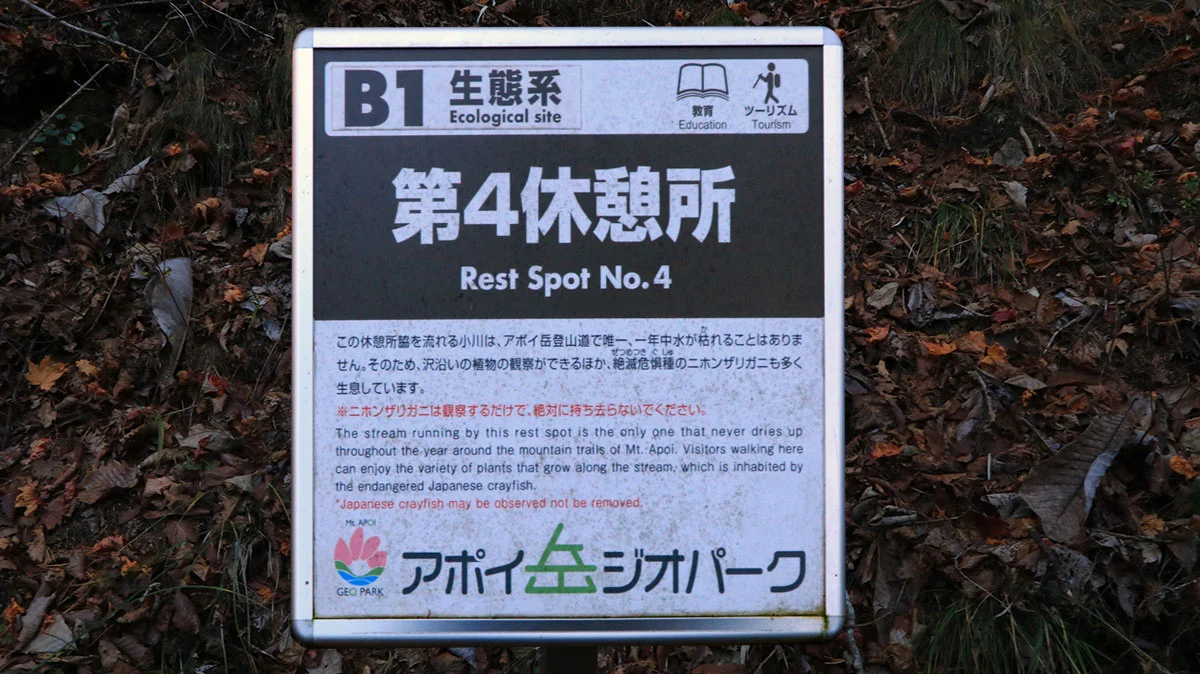 B1 生態系
Ecological site
教育
Education
ツーリズム
Tourism
第4休憩所
Rest Spot No.4
この休憩所脇を流れる小川は、アポイ岳登山道で唯一、一年中水が枯れることはありま
か
せん。そのため、沢沿いの植物の観察ができるほか、絶滅危惧種のニホンザリガニも多く
ぜつめつき ぐ しゅ
生息しています。
※ニホンザリガニは観察するだけで、絶対に持ち去らないでください。
The stream running by this rest spot is the only one that never dries up
throughout the year around the mountain trails of Mt. Apoi. Visitors walking here
can enjoy the variety of plants that grow along the stream, which is inhabited by
the endangered Japanese crayfish.
*Japanese crayfish may be observed not be removed.
Mt. APOI
GEO PARK
アポイ岳ジオパーク